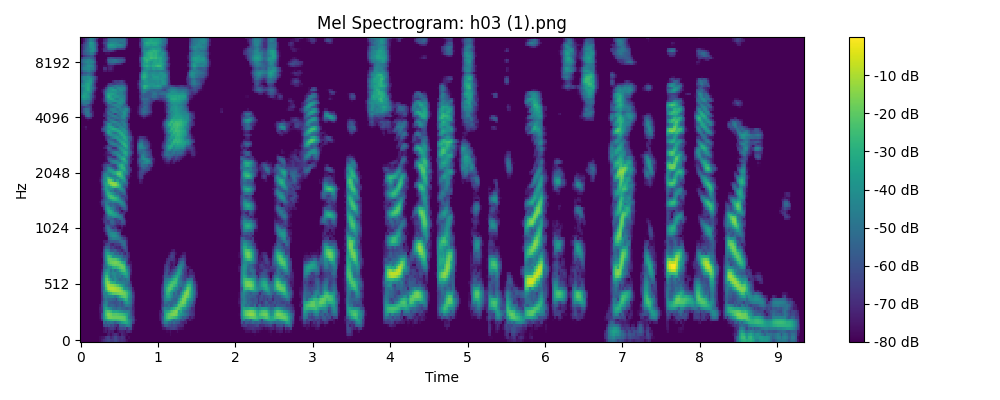 Mel Spectrogram: h03 (1).png
8192
4096
2048
1024
512
0
Hz
0 1 2 3 4 5 6 7 8 9
Time
-10 dB
-20 dB
-30 dB
-40 dB
-50 dB
-60 dB
-70 dB
-80 dB